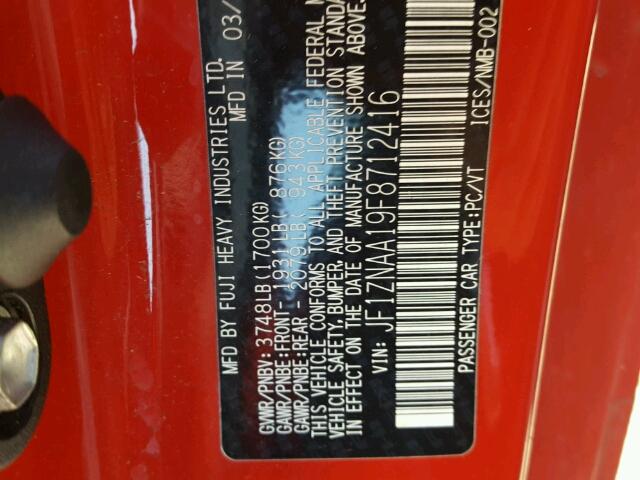 MFD BY FUJI HEAVY INDUSTRIES LTD.
MFD IN 03/
GVWR/PNBV: 3748LB(1700KG)
GAWR/PNBE:FRONT- 1931LB( 876KG)
GAWR/PNBE:REAR - 2079LB( 943KG)
THIS VEHICLE CONFORMS TO ALL APPLICABLE FEDERAL M
VEHICLE SAFETY, BUMPER, AND THEFT PREVENTION STANDA
IN EFFECT ON THE DATE OF MANUFACTURE SHOWN ABOVE.
VIN: JF1ZNAA19F8712416
PASSENGER CAR TYPE:PC/VT
ICES/NMB-002